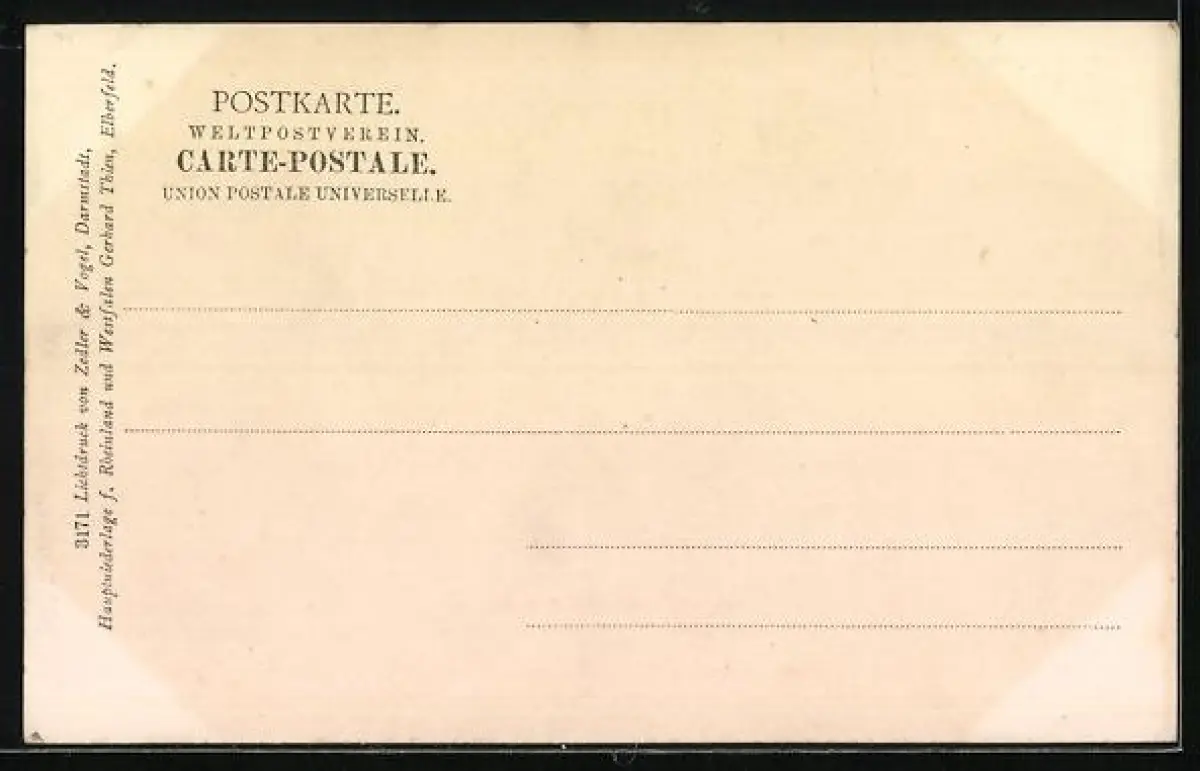 POSTKARTE.
WELTPOSTVEREIN.
CARTE-POSTALE.
UNION POSTALE UNIVERSELLE.
3171 Lichtdruck von Zedler & Vogel, Darmstadt,
Hauptniederlage f. Rheinland und Westfalen Gerhard Thien, Elberfeld.